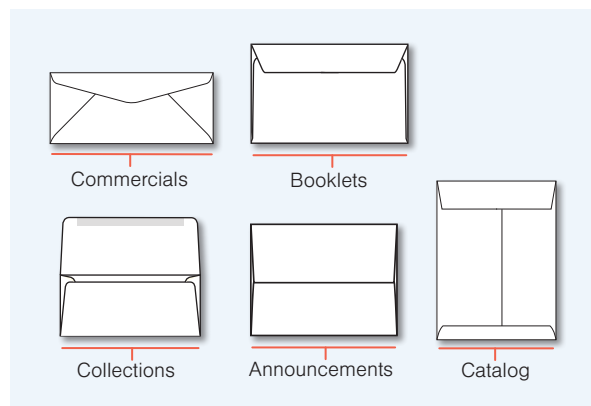 Commercials
Booklets
Collections
Announcements
Catalog